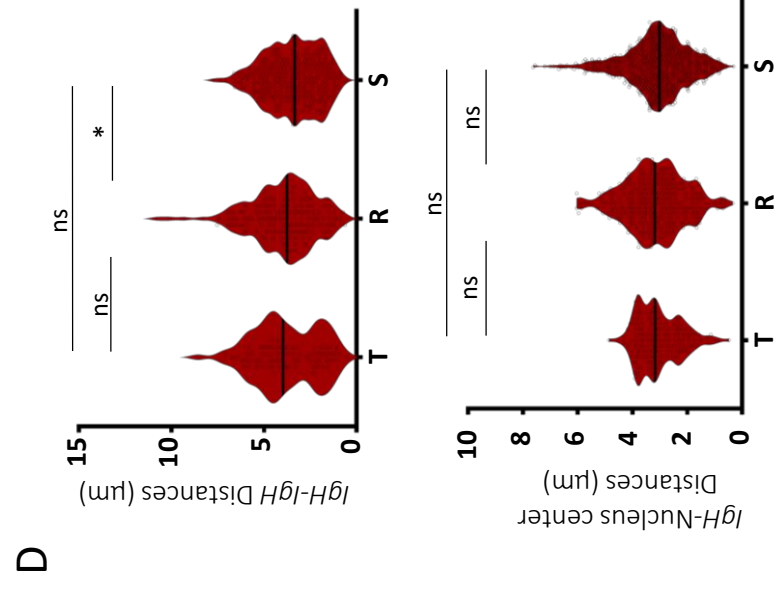 D
IgH-IgH Distances (µm)
15
10
5
0
ns
ns
*
T
R
S
IgH-Nucleus center
Distances (µm)
10
8
6
4
2
0
ns
ns
ns
T
R
S